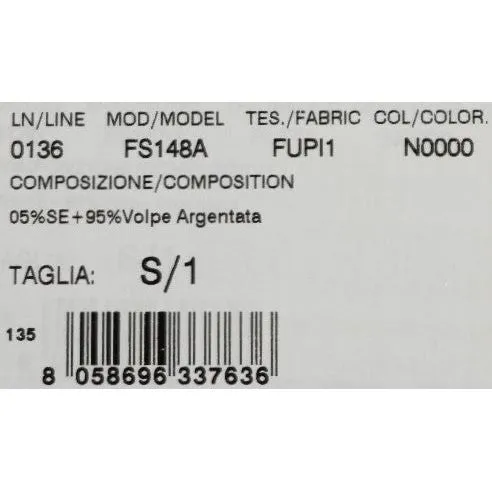 LN/LINE MOD/MODEL TES./FABRIC COL/COLOR.
0136 FS148A FUPI1 N0000
COMPOSIZIONE/COMPOSITION
05%SE+95%Volpe Argentata
TAGLIA: S/1
135
8 058696 337636